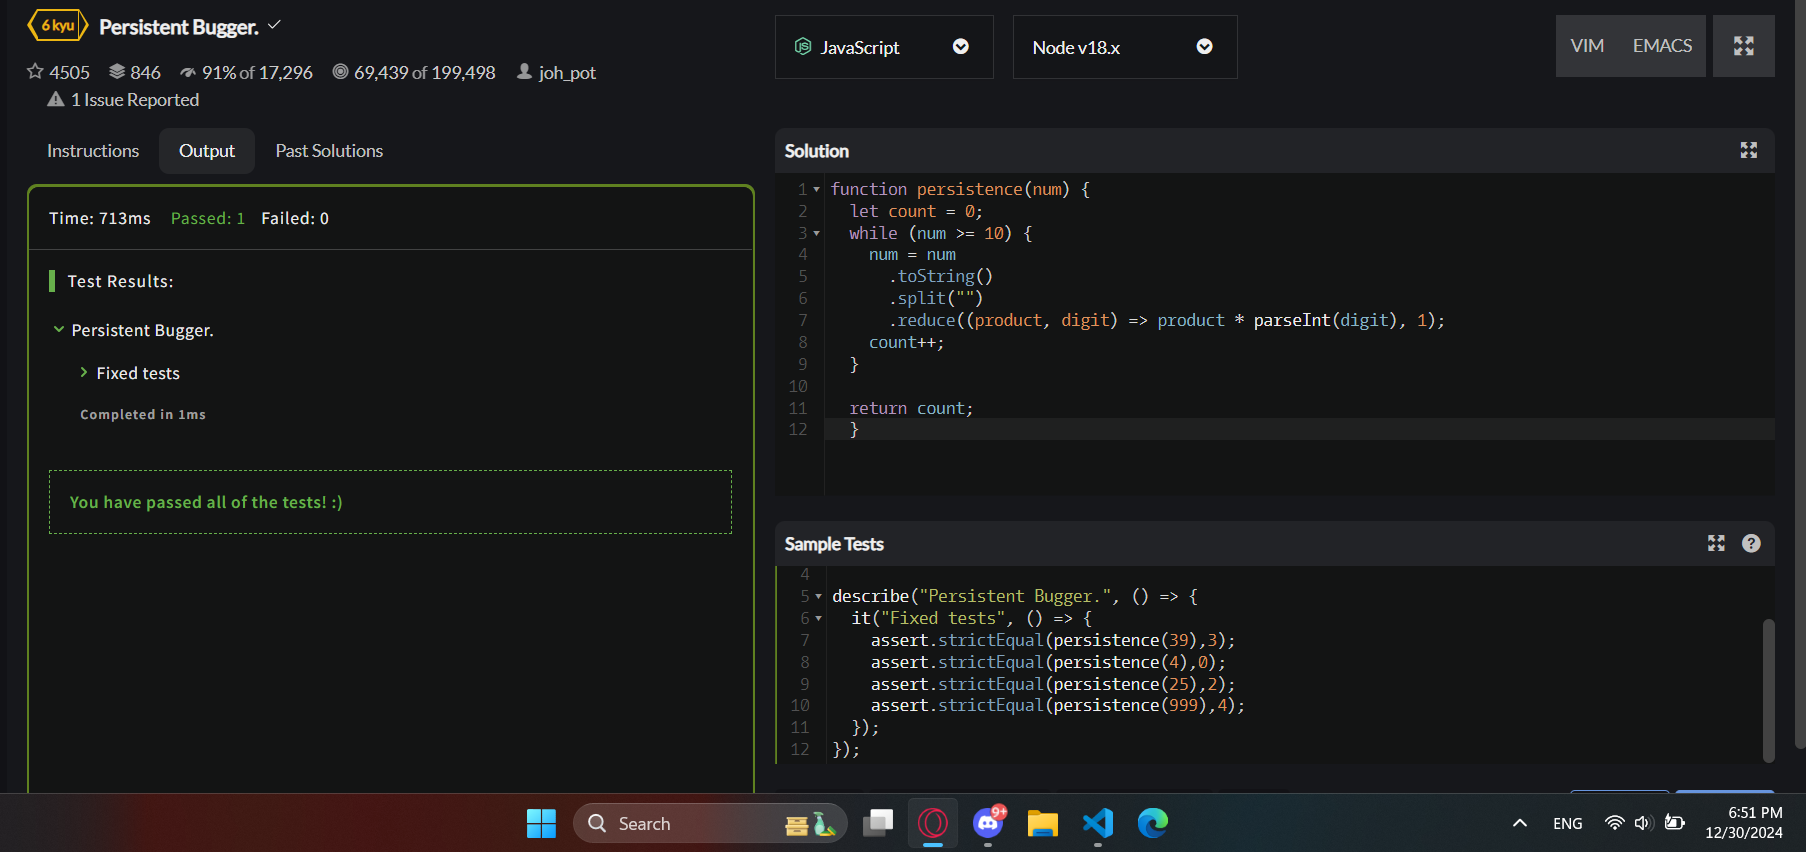 6 kyu Persistent Bugger.
4505 846 91% of 17,296 69,439 of 199,498 joh_pot
1 Issue Reported
Instructions Output Past Solutions
Time: 713ms Passed: 1 Failed: 0
Test Results:
Persistent Bugger.
Fixed tests
Completed in 1ms
You have passed all of the tests! :)
JavaScript Node v18.x VIM EMACS
Solution
1 function persistence(num) {
2 let count = 0;
3 while (num >= 10) {
4 num = num
5 .toString()
6 .split("")
7 .reduce((product, digit) => product * parseInt(digit), 1);
8 count++;
9 }
10
11 return count;
12 }
Sample Tests
4
5 describe("Persistent Bugger.", () => {
6 it("Fixed tests", () => {
7 assert.strictEqual(persistence(39),3);
8 assert.strictEqual(persistence(4),0);
9 assert.strictEqual(persistence(25),2);
10 assert.strictEqual(persistence(999),4);
11 });
12 });
Search 9+ ENG 6:51 PM
12/30/2024